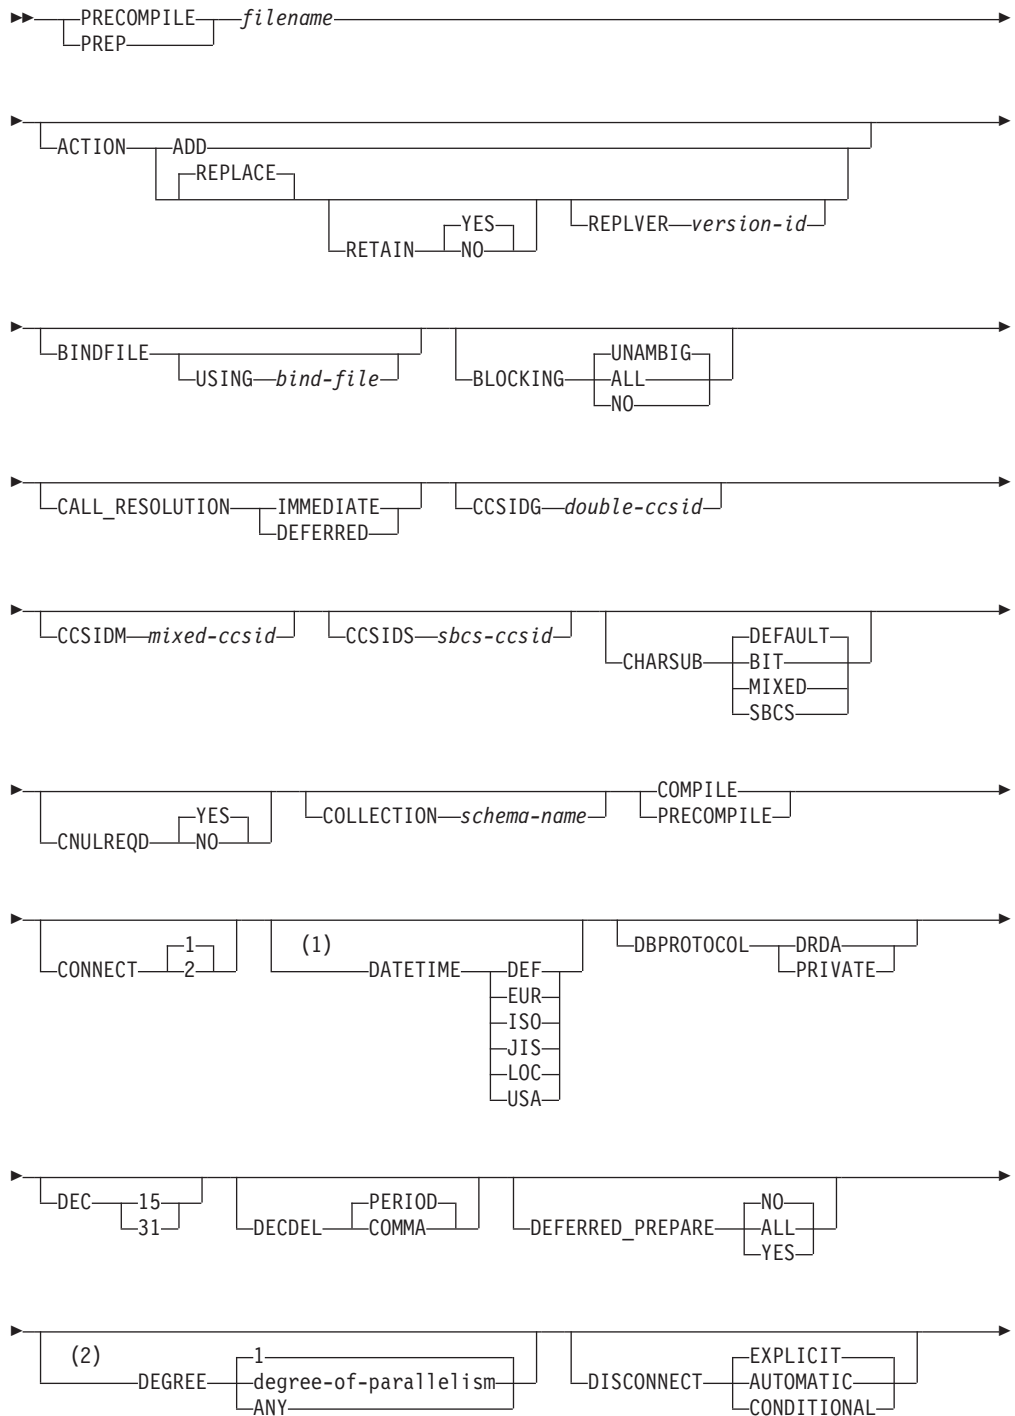 PRECOMPILE filename
PREP
ACTION ADD
REPLACE
YES REPLVER version-id
RETAIN NO
BINDFILE UNAMBIG
USING bind-file BLOCKING ALL
NO
CALL_RESOLUTION IMMEDIATE CCSIDG double-ccsid
DEFERRED
CCSIDM mixed-ccsid CCSIDS sbcs-ccsid DEFAULT
CHARSUB BIT
MIXED
SBCS
YES COLLECTION schema-name COMPILE
CNULREQD NO PRECOMPILE
1 (1) DBPROTOCOL DRDA
CONNECT 2 DATETIME DEF PRIVATE
EUR
ISO
JIS
LOC
USA
DEC 15 PERIOD NO
31 DECDEL COMMA DEFERRED_PREPARE ALL
YES
(2) 1 EXPLICIT
DEGREE degree-of-parallelism DISCONNECT AUTOMATIC
ANY CONDITIONAL